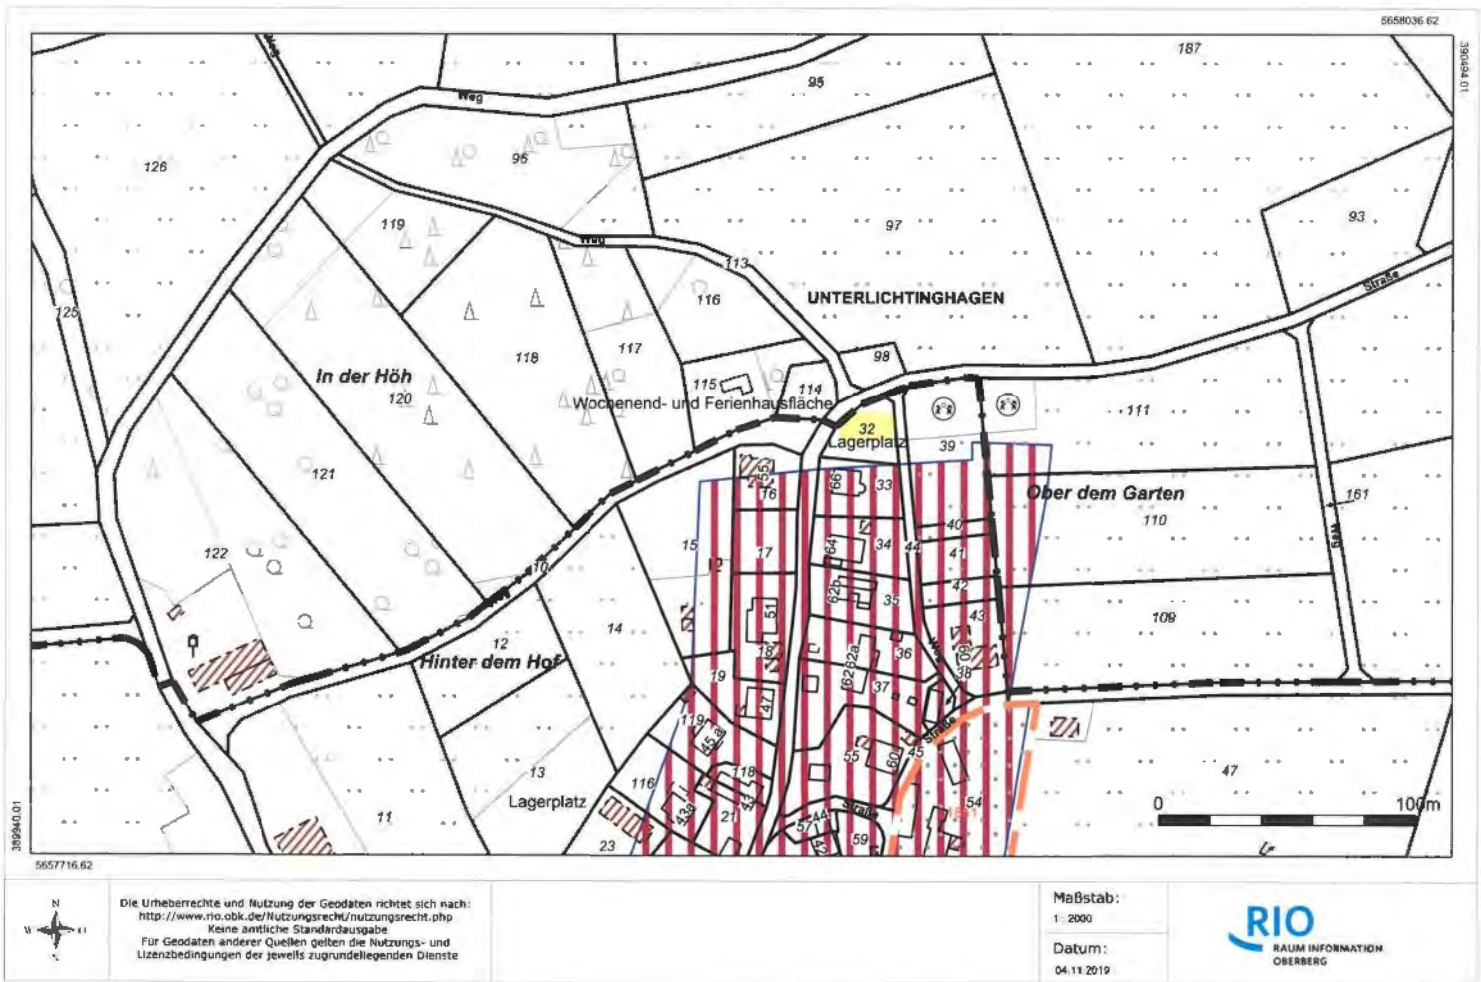 5658036.62
390494.01
187
Weg
Weg
95
96
126
119
97
93
Weg
113
Straße
125
116
UNTERLICHTINGHAGEN
118
117
98
In der Höh
120
115
114
Wochenend- und Ferienhausfläche
111
32
Lagerplatz
39
121
55
16
66
33
Ober dem Garten
161
110
40
122
15
17
64
34
44
41
Weg
10
42
62b
35
43
51
109
14
12
Hinter dem Hof
18
62a
36
Weg
60
19
62
37
38
47
119
45a
Straße
45
55
60
13
116
118
47
Lagerplatz
43a
43
54
0
100m
389940.01
11
21
Straße
44
57
42
59
23
5657716.62
N
W
O
Die Urheberrechte und Nutzung der Geodaten richtet sich nach:
http://www.rio.obk.de/Nutzungsrecht/nutzungsrecht.php
Keine amtliche Standardausgabe
Für Geodaten anderer Quellen gelten die Nutzungs- und
Lizenzbedingungen der jeweils zugrundeliegenden Dienste
Maßstab:
1 : 2000
Datum:
04.11.2019
RIO
RAUM INFORMATION
OBERBERG